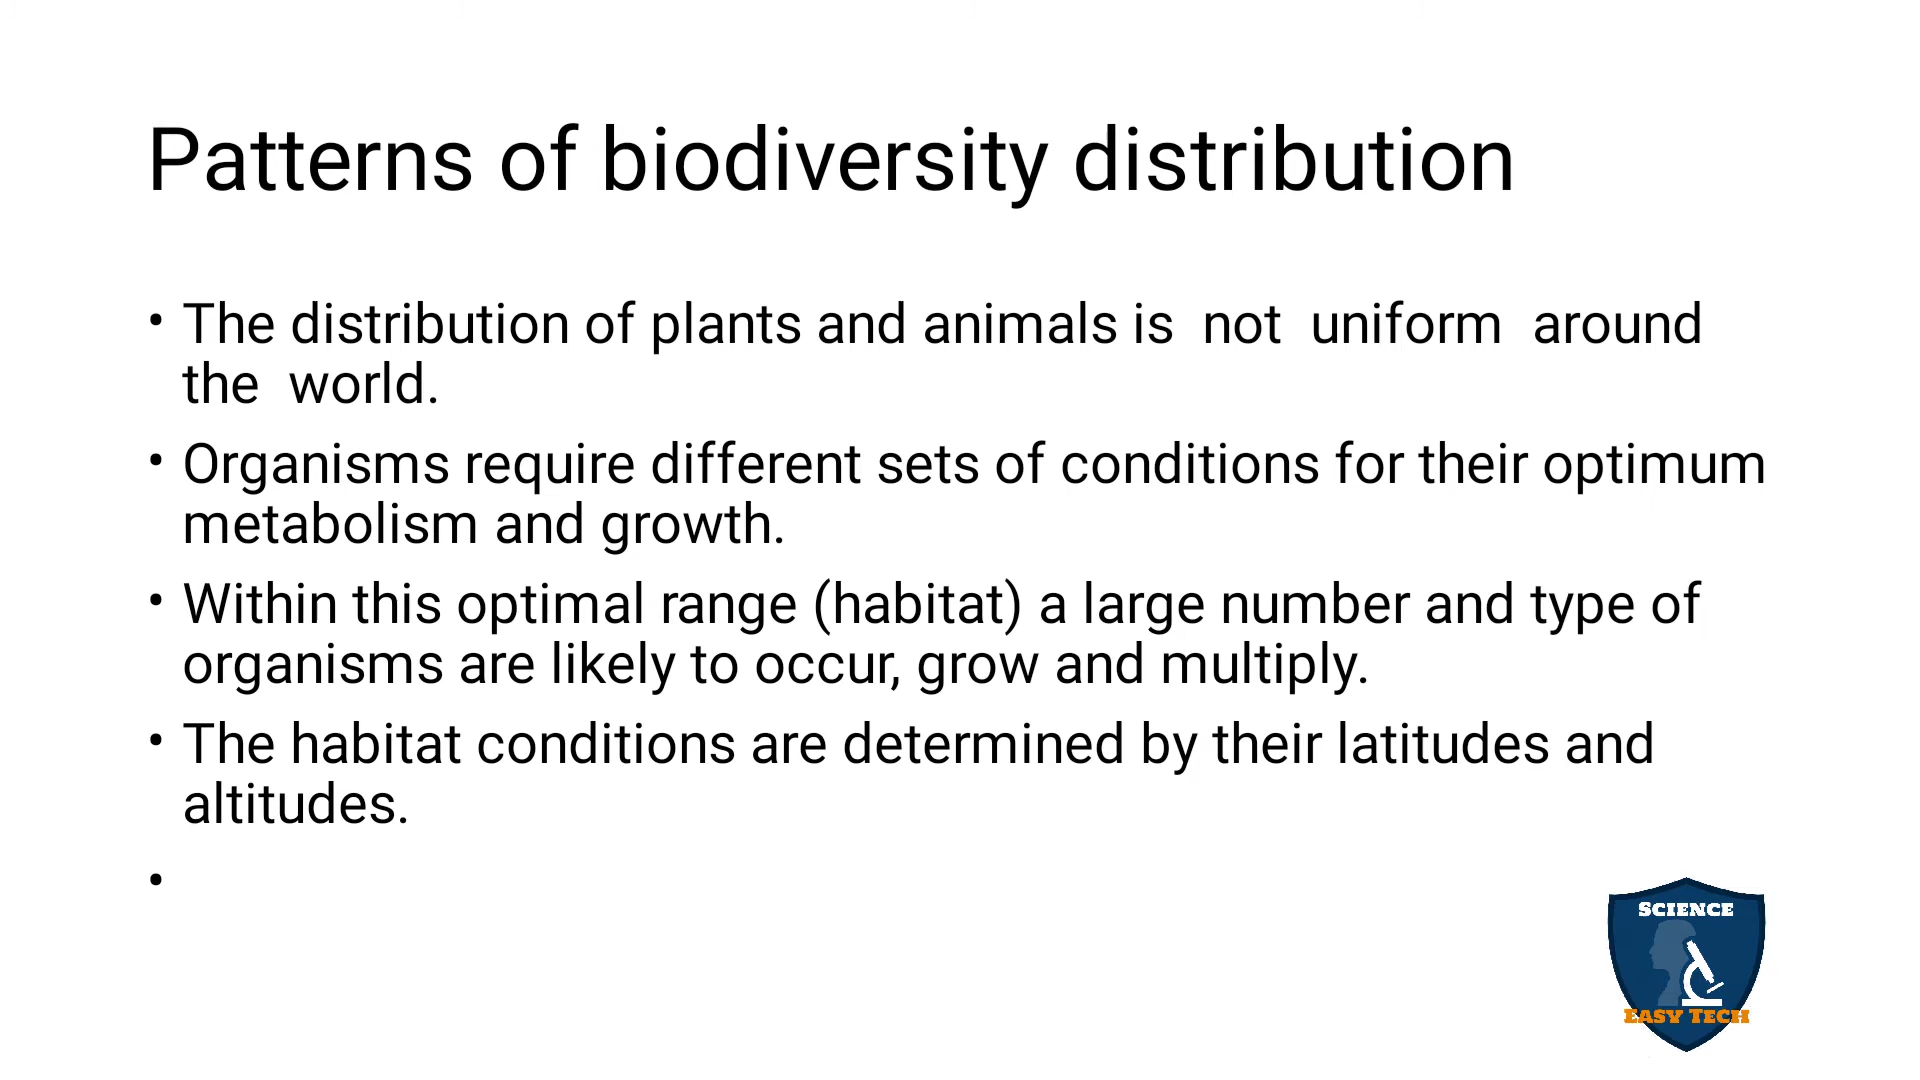 Patterns of biodiversity distribution
• The distribution of plants and animals is  not  uniform  around
the  world.
• Organisms require different sets of conditions for their optimum
metabolism and growth.
• Within this optimal range (habitat) a large number and type of
organisms are likely to occur, grow and multiply.
• The habitat conditions are determined by their latitudes and
altitudes.
•
SCIENCE
EASY TECH